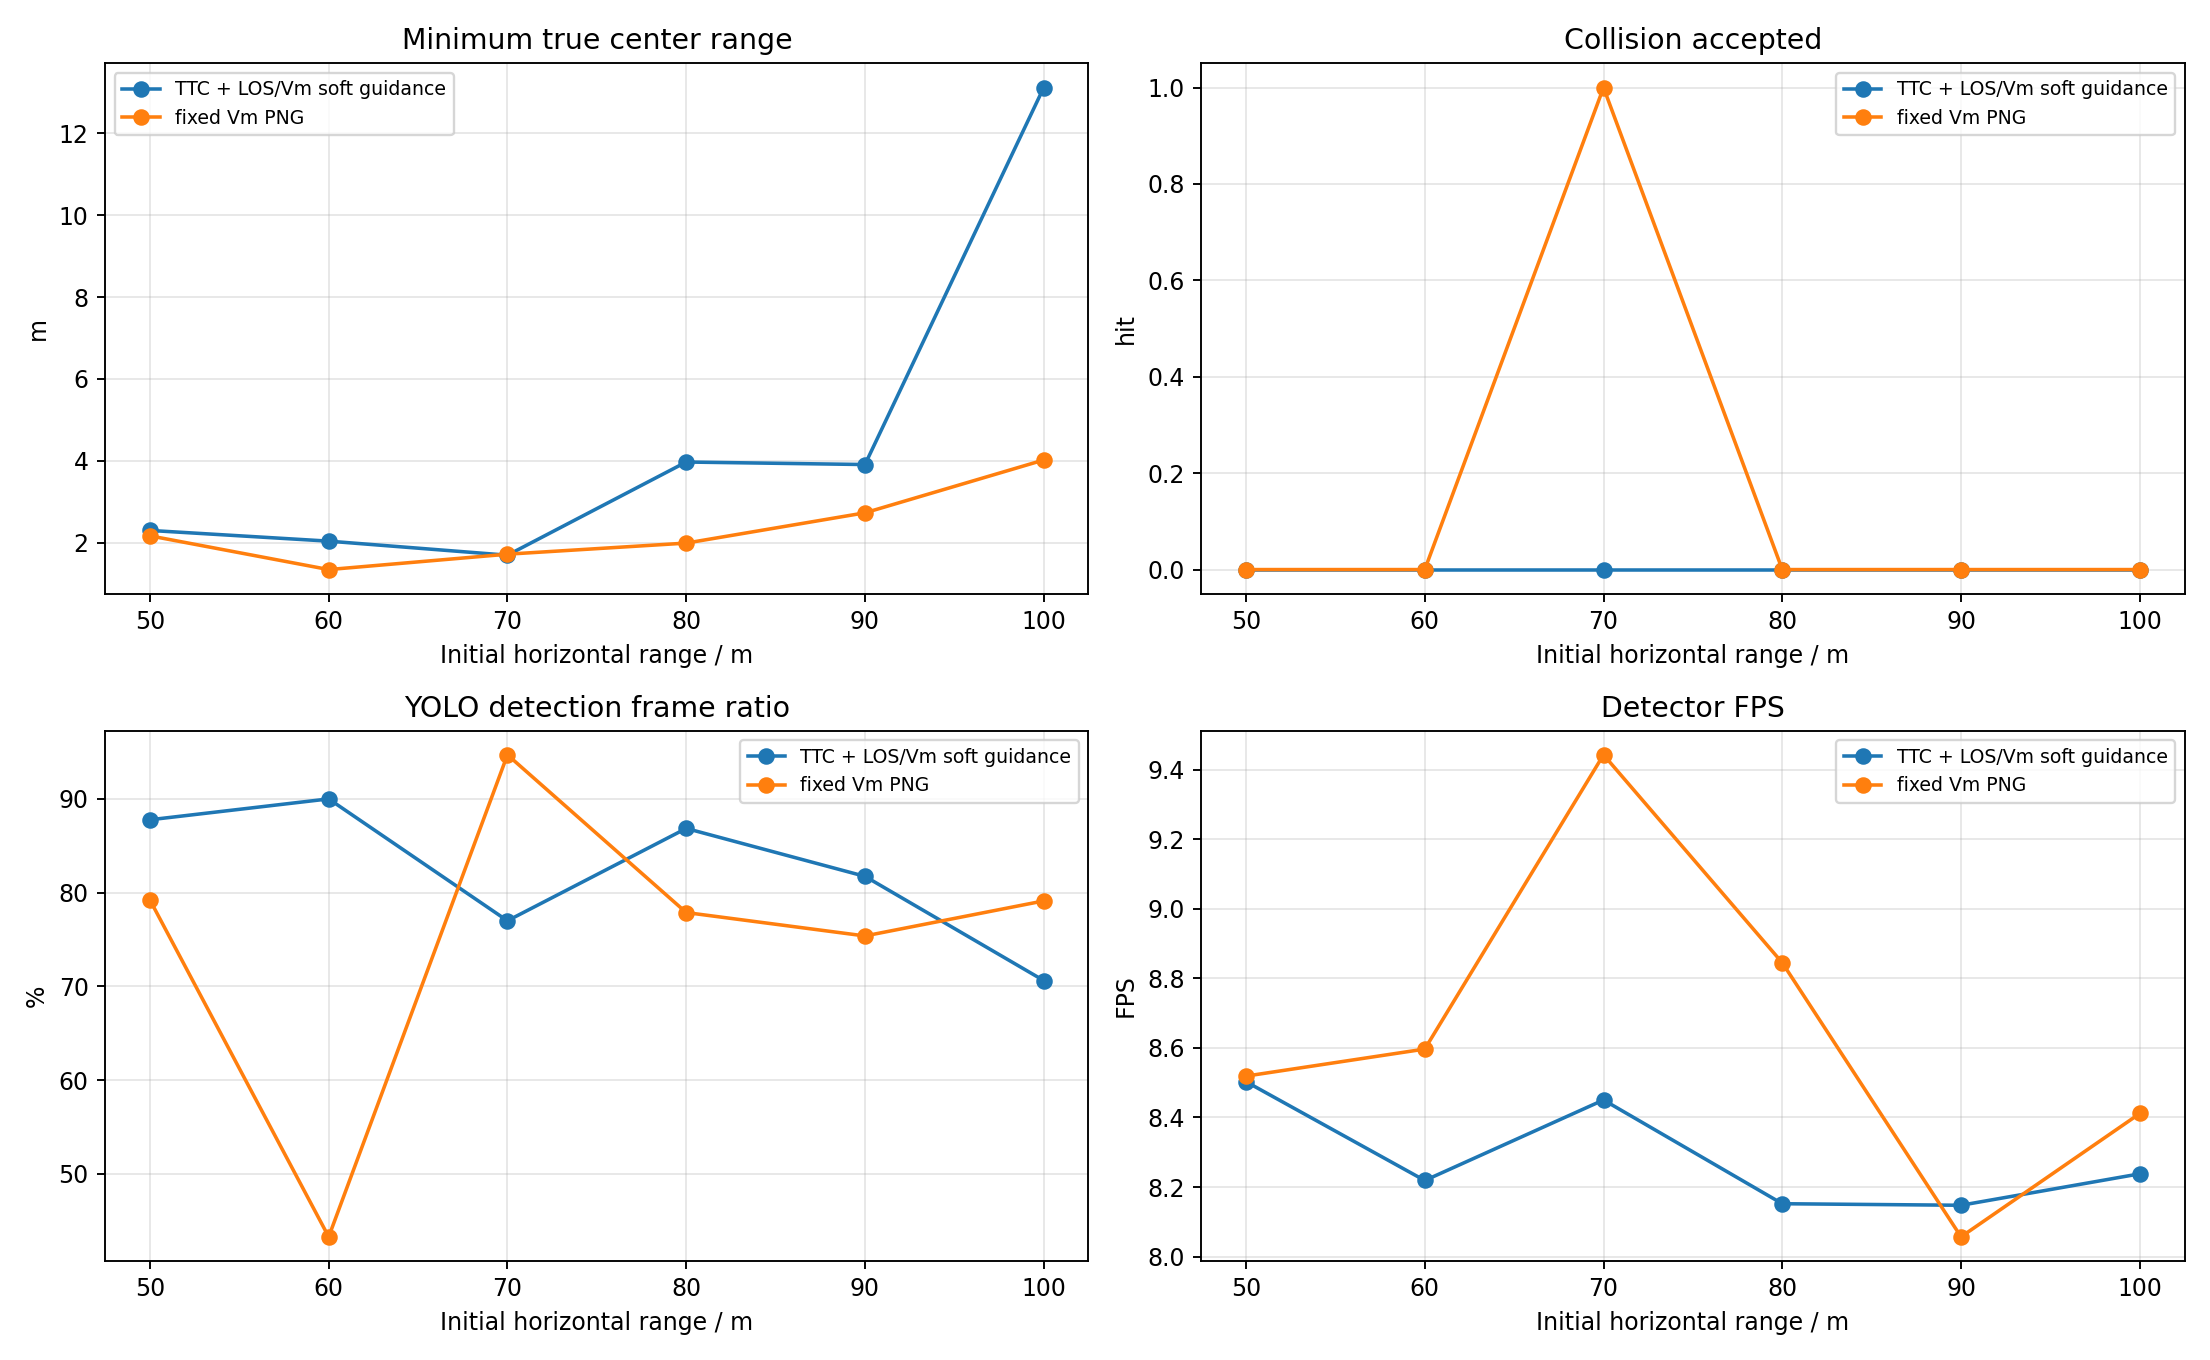 Minimum true center range
TTC + LOS/Vm soft guidance
fixed Vm PNG
12
10
8
6
4
2
m
50 60 70 80 90 100
Initial horizontal range / m
Collision accepted
TTC + LOS/Vm soft guidance
fixed Vm PNG
1.0
0.8
0.6
0.4
0.2
0.0
hit
50 60 70 80 90 100
Initial horizontal range / m
YOLO detection frame ratio
TTC + LOS/Vm soft guidance
fixed Vm PNG
90
80
70
60
50
%
50 60 70 80 90 100
Initial horizontal range / m
Detector FPS
TTC + LOS/Vm soft guidance
fixed Vm PNG
9.4
9.2
9.0
8.8
8.6
8.4
8.2
8.0
FPS
50 60 70 80 90 100
Initial horizontal range / m